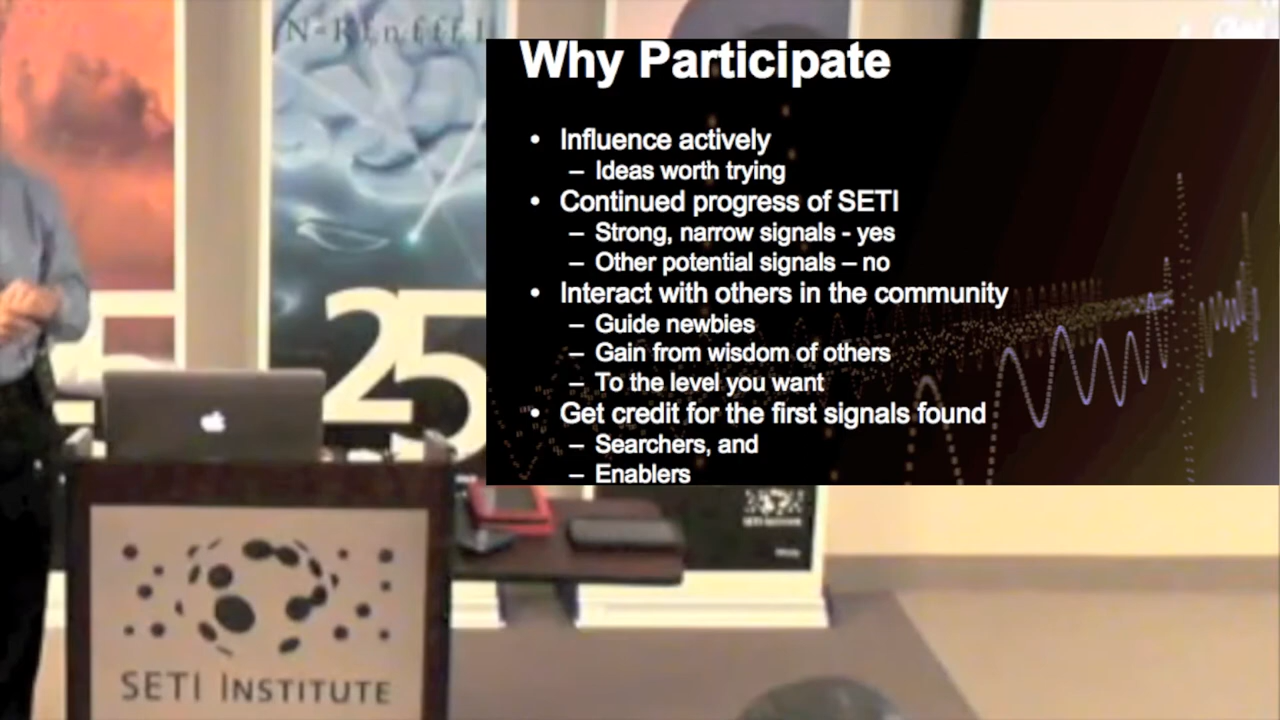 Why Participate
• Influence actively
– Ideas worth trying
• Continued progress of SETI
– Strong, narrow signals - yes
– Other potential signals – no
• Interact with others in the community
– Guide newbies
– Gain from wisdom of others
– To the level you want
• Get credit for the first signals found
– Searchers, and
– Enablers
25
SETI INSTITUTE
SETI INSTITUTE